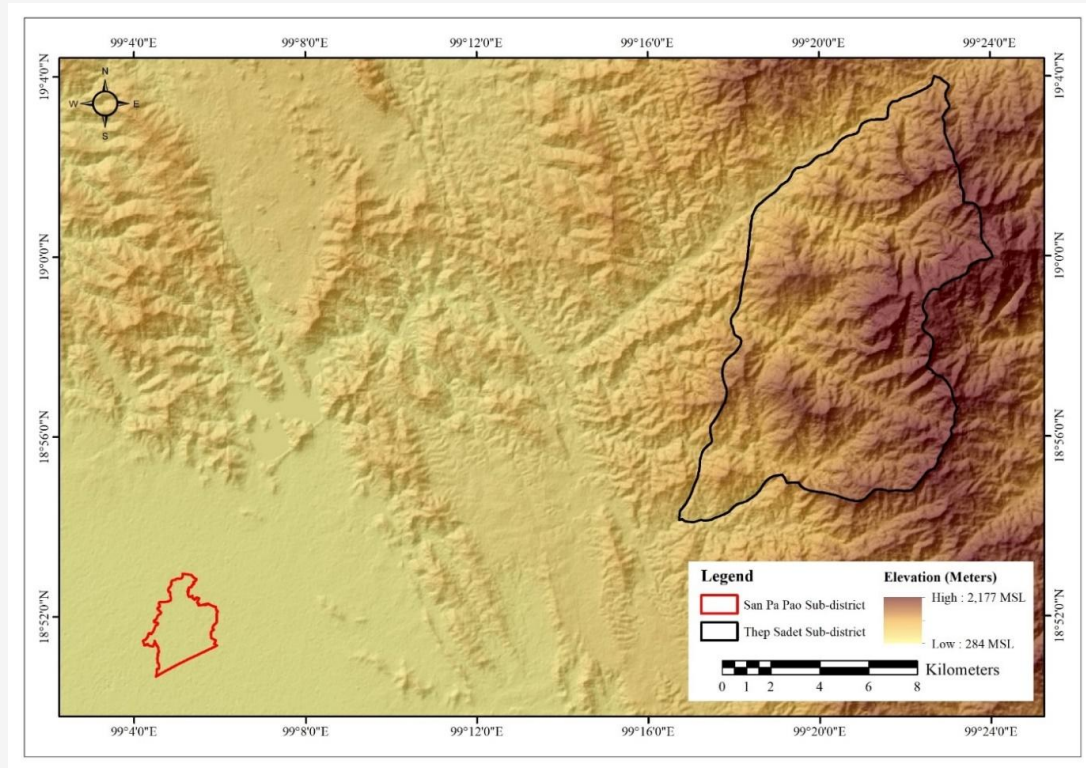 99°4'0"E 99°8'0"E 99°12'0"E 99°16'0"E 99°20'0"E 99°24'0"E
N
W E
S
19°4'0"N 19°4'0"N
19°0'0"N 19°0'0"N
18°56'0"N 18°56'0"N
18°52'0"N 18°52'0"N
Legend
San Pa Pao Sub-district
Thep Sadet Sub-district
Elevation (Meters)
High : 2,177 MSL
Low : 284 MSL
Kilometers
0 1 2 4 6 8
99°4'0"E 99°8'0"E 99°12'0"E 99°16'0"E 99°20'0"E 99°24'0"E